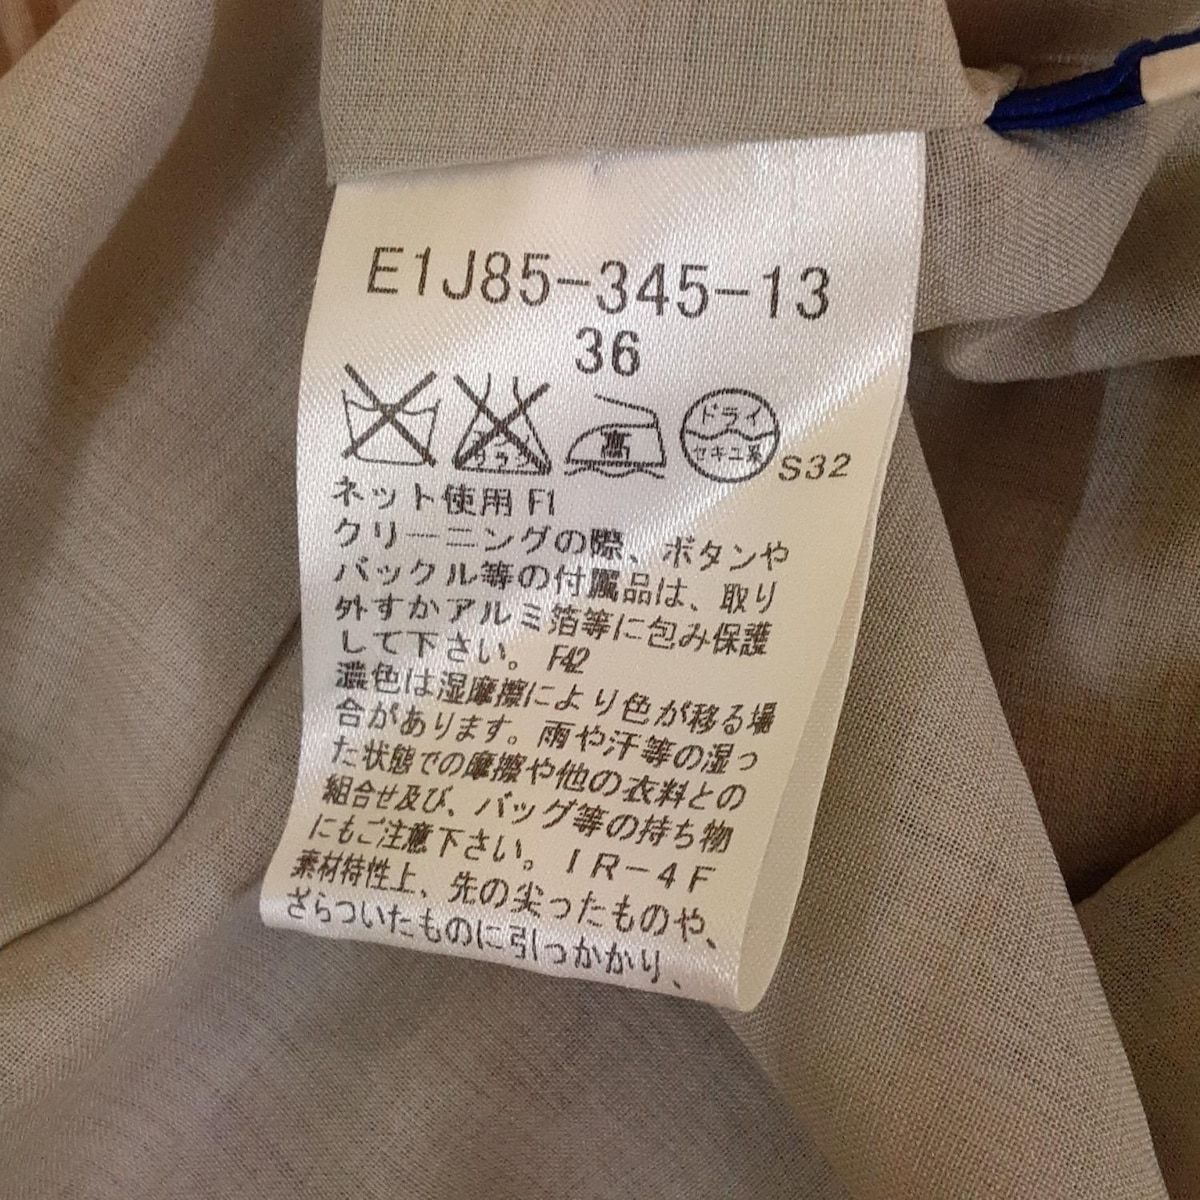 E1J85-345-13
36
高
ドライ
セキユ系
S32
ネット使用 F1
クリーニングの際、ボタンや
バックル等の付属品は、取り
外すかアルミ箔等に包み保護
して下さい。 F42
濃色は湿摩擦により色が移る場
合があります。雨や汗等の湿っ
た状態での摩擦や他の衣料との
組合せ及び、バッグ等の持ち物
にもご注意下さい。IR-4F
素材特性上、先の尖ったものや、
ざらついたものに引っかかり、